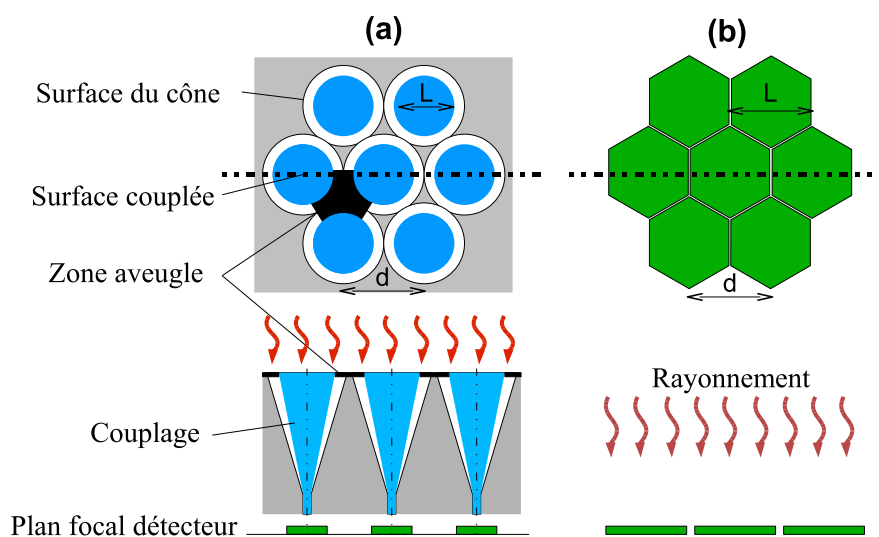 (a)
(b)
Surface du cône
L
L
Surface couplée
Zone aveugle
d
d
Rayonnement
Couplage
Plan focal détecteur